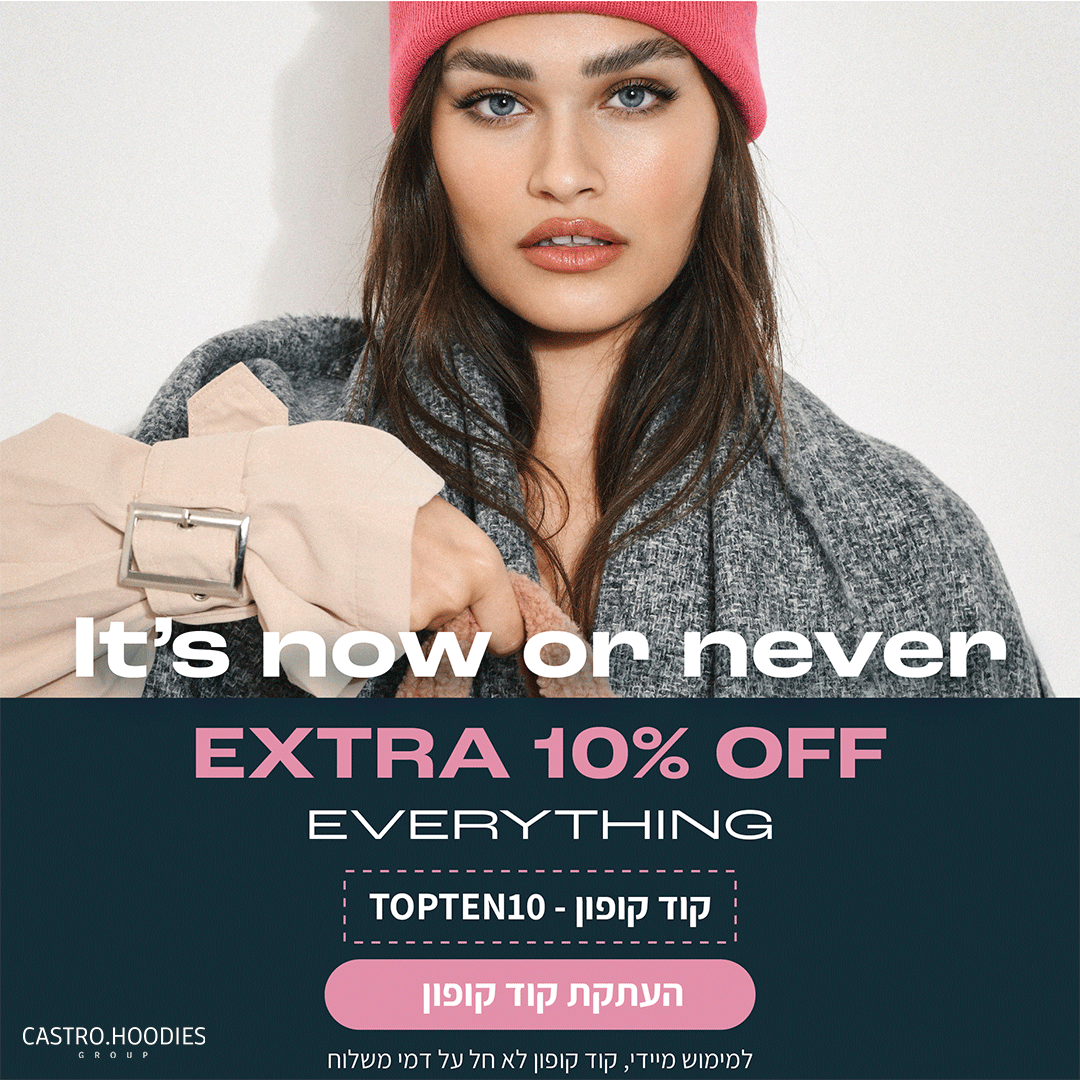 It's now or never
EXTRA 10% OFF
EVERYTHING
קוד קופון - TOPTEN10
העתקת קוד קופון
CASTRO.HOODIES
GROUP
למימוש מיידי, קוד קופון לא חל על דמי משלוח